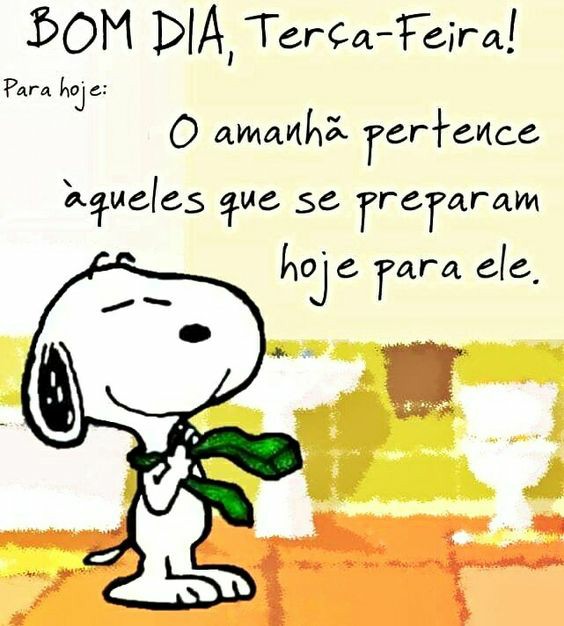 BOM DIA, Terça-Feira!
Para hoje:
O amanhã pertence
àqueles que se preparam
hoje para ele.